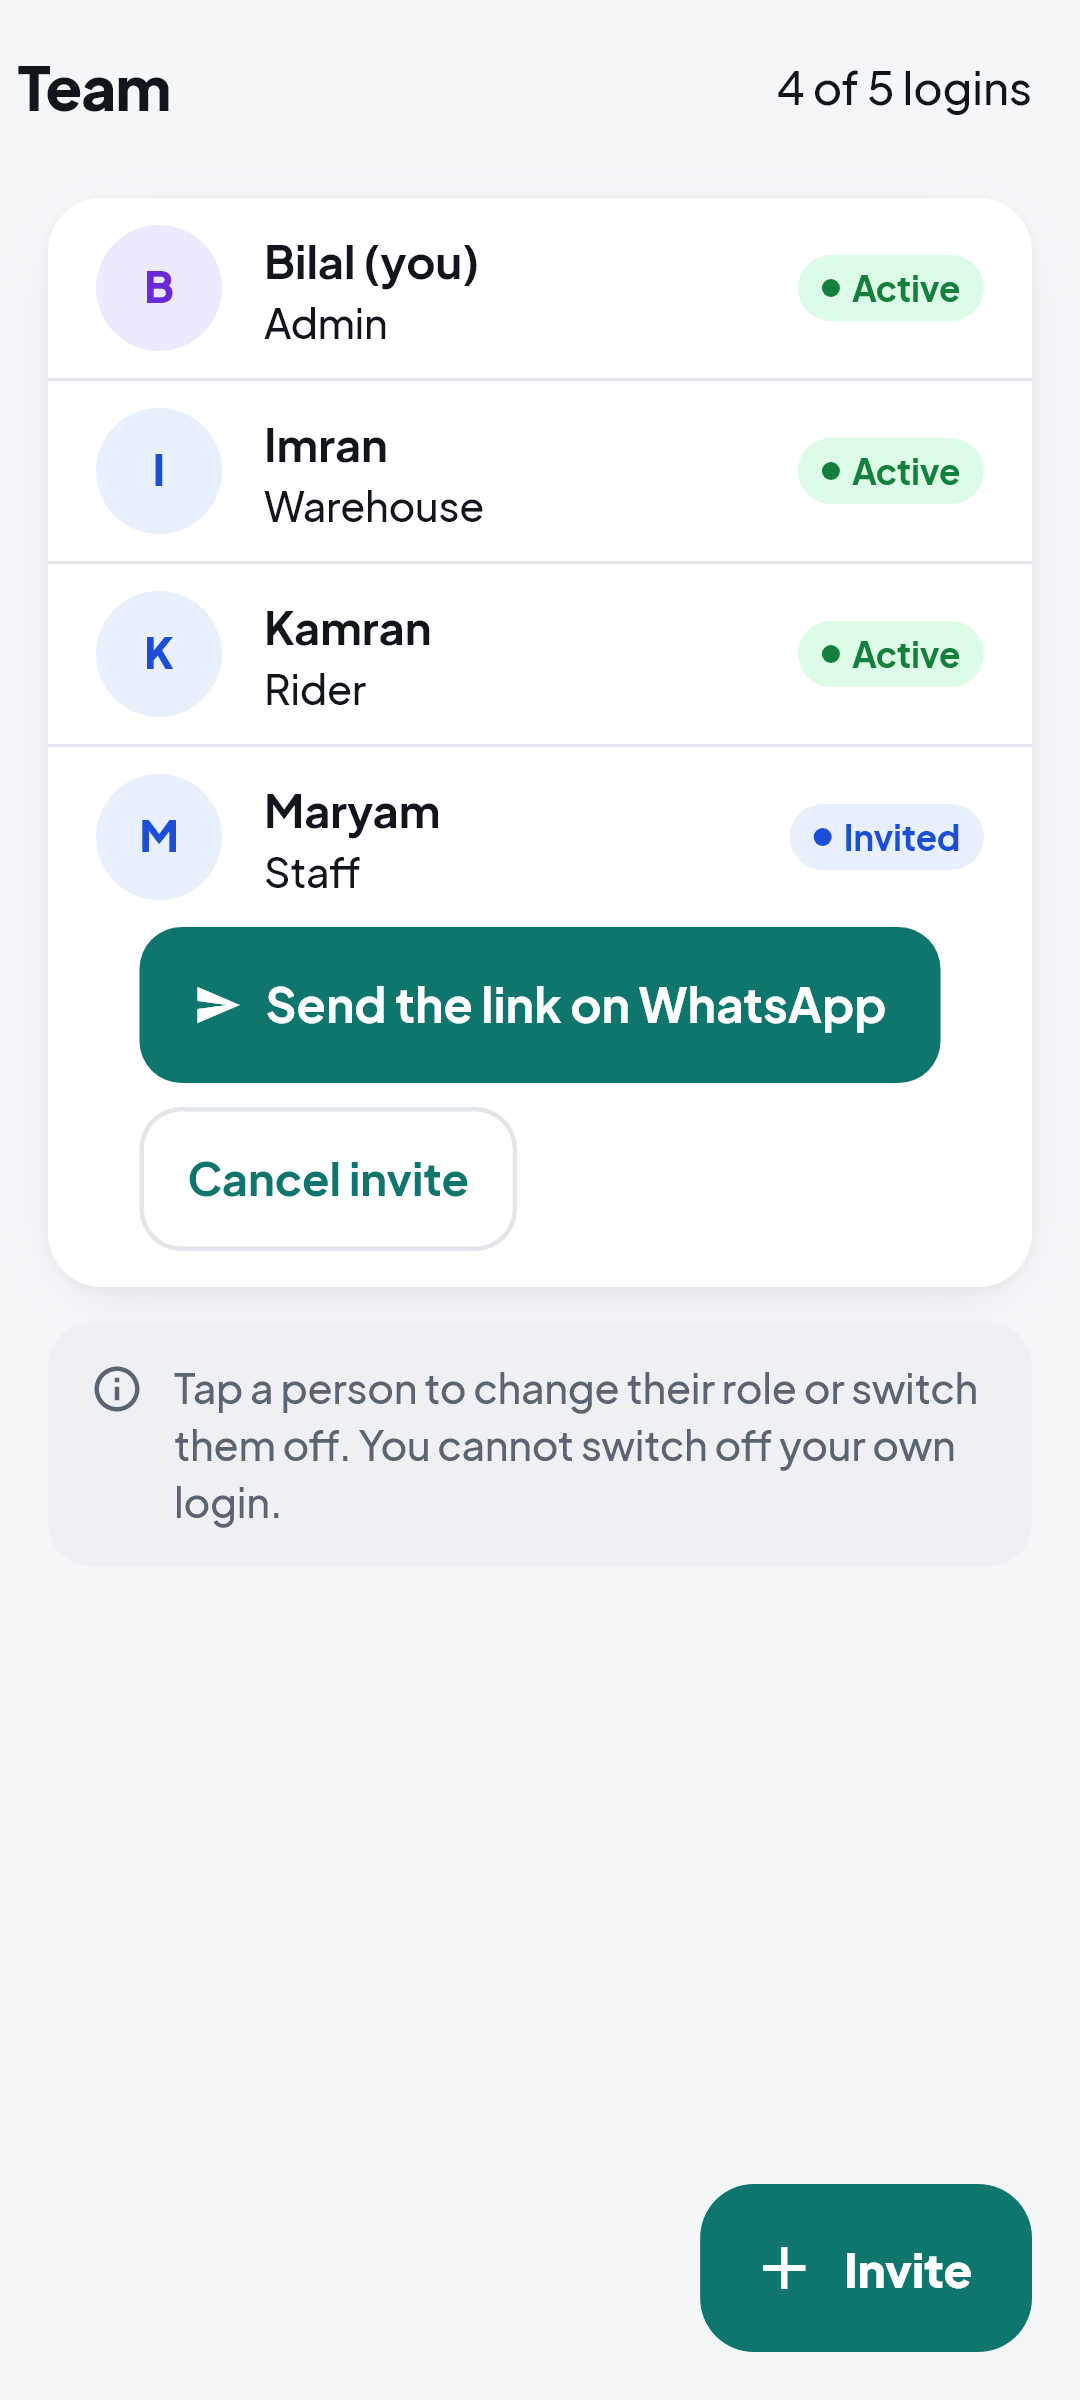 Team
4 of 5 logins
B
Bilal (you)
Admin
Active
I
Imran
Warehouse
Active
K
Kamran
Rider
Active
M
Maryam
Staff
Invited
Send the link on WhatsApp
Cancel invite
Tap a person to change their role or switch
them off. You cannot switch off your own
login.
Invite